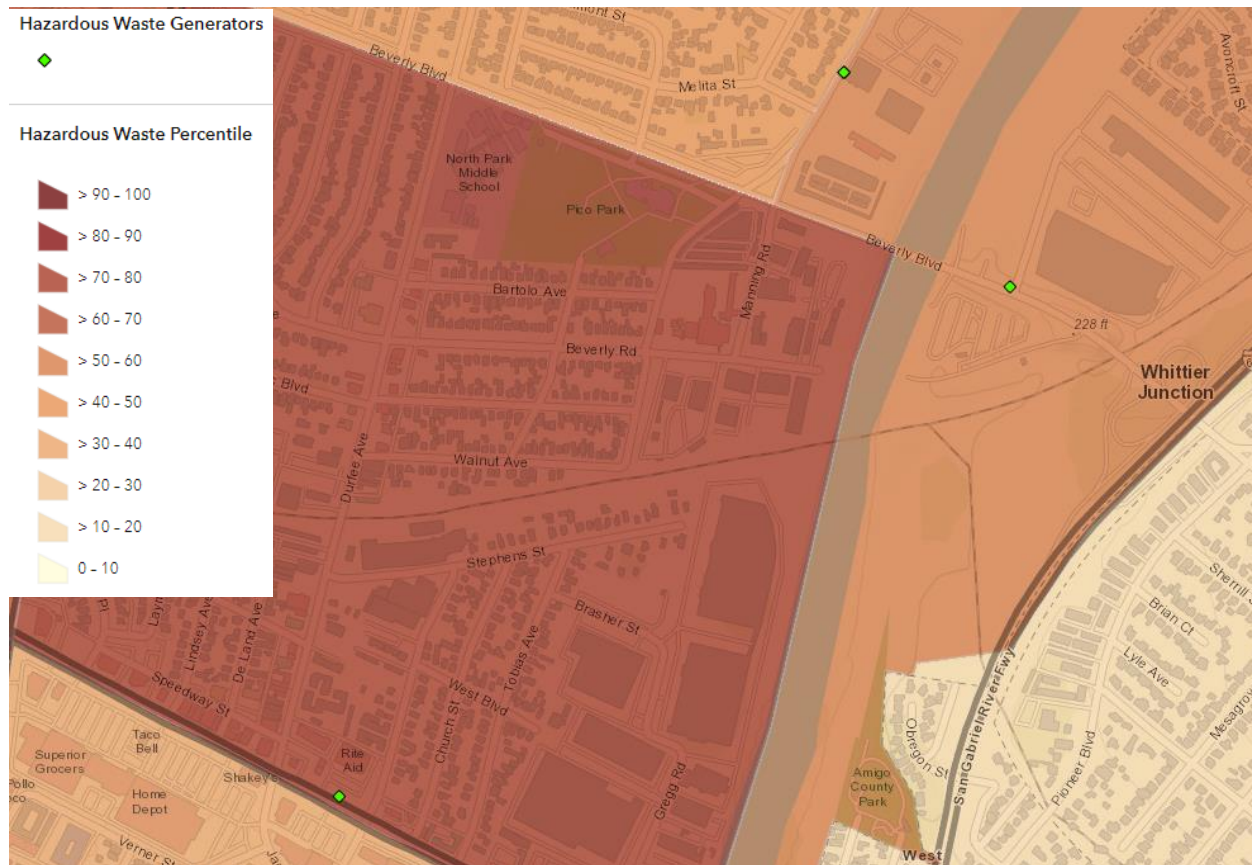 Hazardous Waste Generators
Hazardous Waste Percentile
> 90 - 100
> 80 - 90
> 70 - 80
> 60 - 70
> 50 - 60
> 40 - 50
> 30 - 40
> 20 - 30
> 10 - 20
0 - 10
Beverly Blvd
Melita St
Avoncroft St
North Park
Middle
School
Pico Park
Beverly Blvd
Manning Rd
Bartolo Ave
Beverly Rd
228 ft
Whittier
Junction
Blvd
Durfee Ave
Walnut Ave
Stephens St
Brasher St
Tobias Ave
West Blvd
Church St
Lindsey Ave
De Land Ave
Speedway St
Taco
Bell
Superior
Grocers
Home
Depot
Shakey's
Rite
Aid
Gregg Rd
Verner St
Obregon St
San Gabriel River Fwy
Amigo
County
Park
Pioneer Blvd
Brian Ct
Lyle Ave
West